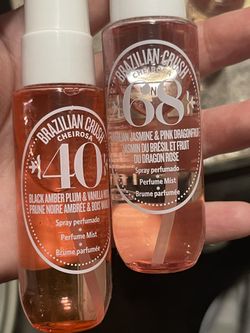 BRAZILIAN CRUSH
CHEIROSA
40
BLACK AMBER PLUM & VANILLA
PRUNE NOIRE AMBRÉE & BOIS
Spray perfumado
• Perfume Mist •
Brume parfumée
BRAZILIAN CRUSH
CHEIROSA
68
JASMINE & PINK DRAGONFRUIT
JASMIN DU BRÉSIL ET FRUIT
DU DRAGON ROSE
Spray perfumado
• Perfume Mist •
Brume parfumée